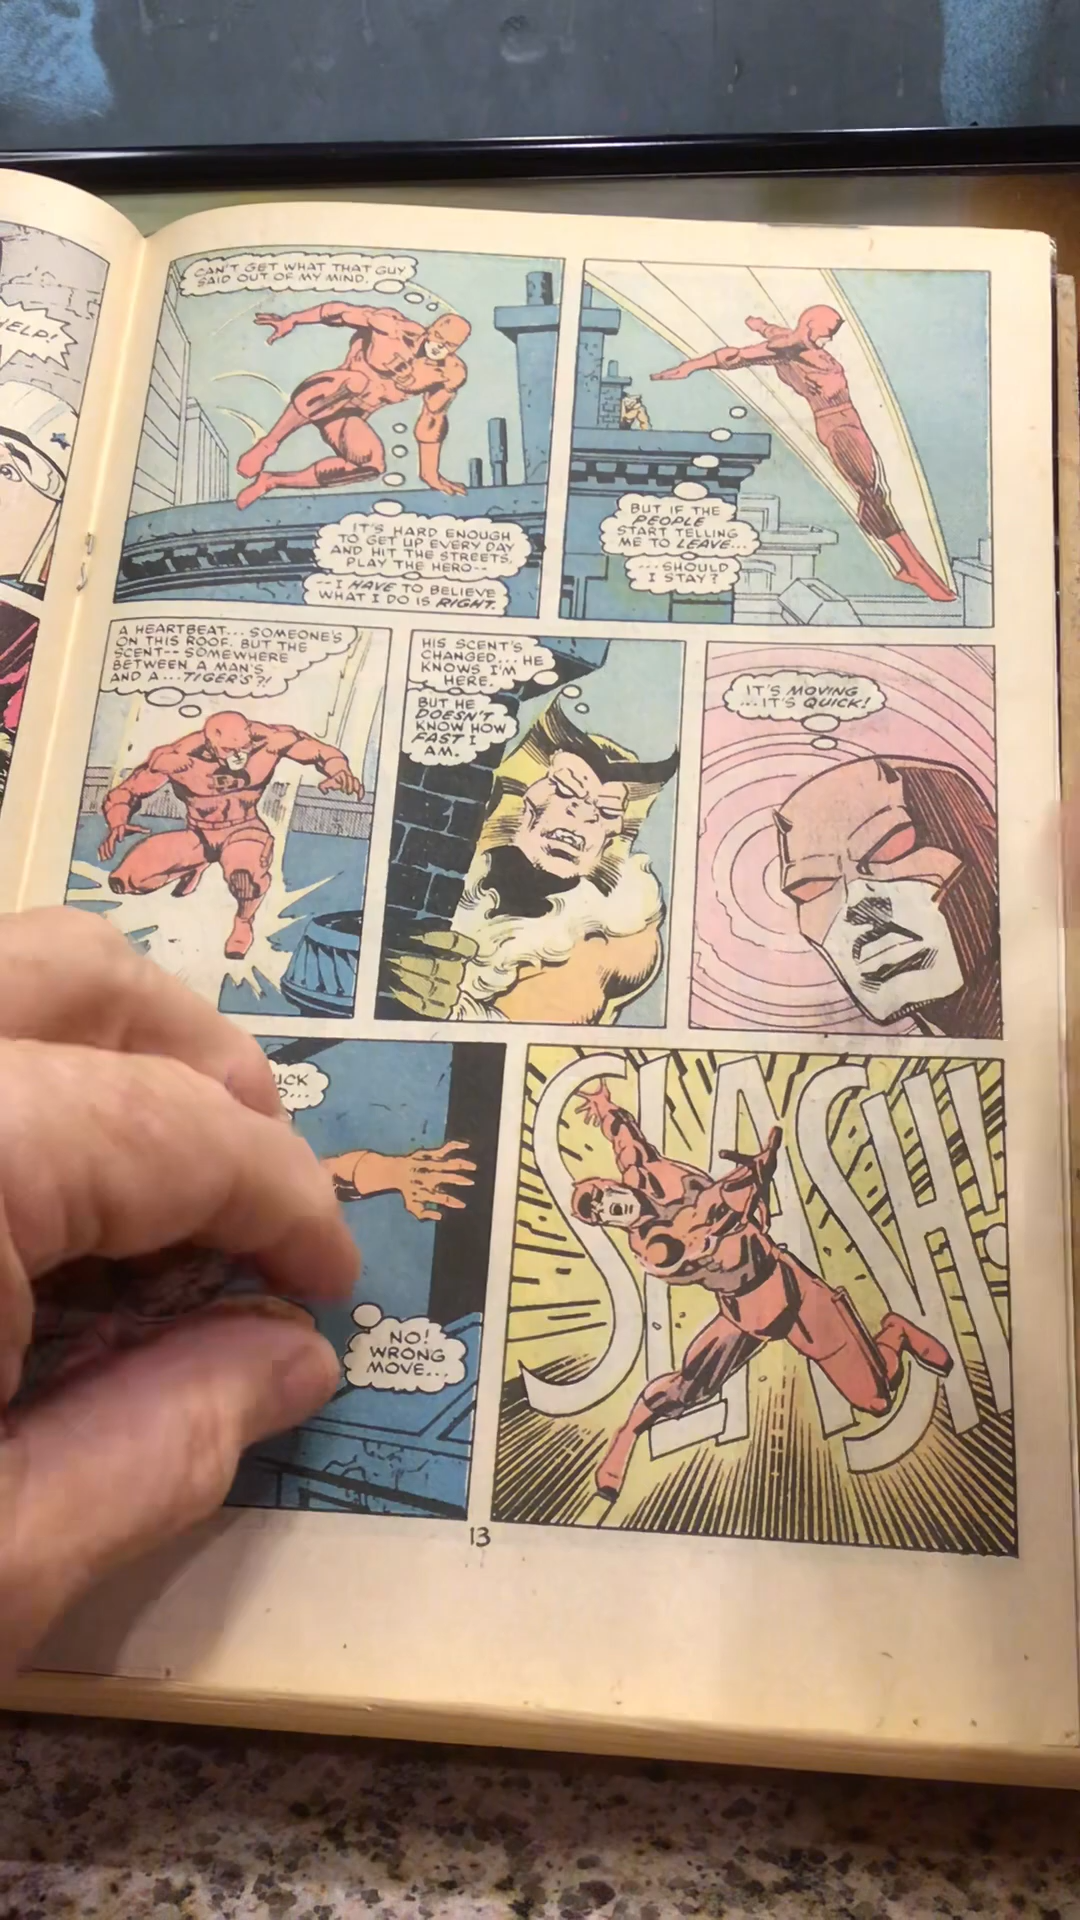 HELP!
CAN'T GET WHAT THAT GUY
SAID OUT OF MY MIND.
IT'S HARD ENOUGH
TO GET UP EVERY DAY
AND HIT THE STREETS,
PLAY THE HERO--
--I HAVE TO BELIEVE
WHAT I DO IS RIGHT.
BUT IF THE
PEOPLE
START TELLING
ME TO LEAVE...
...SHOULD
I STAY?
A HEARTBEAT... SOMEONE'S
ON THIS ROOF. BUT THE
SCENT-- SOMEWHERE
BETWEEN A MAN'S
AND A...TIGER'S?!
HIS SCENT'S
CHANGED... HE
KNOWS I'M
HERE.
BUT HE
DOESN'T
KNOW HOW
FAST I
AM.
IT'S MOVING
...IT'S QUICK!
NO!
WRONG
MOVE...
SLASH!
13